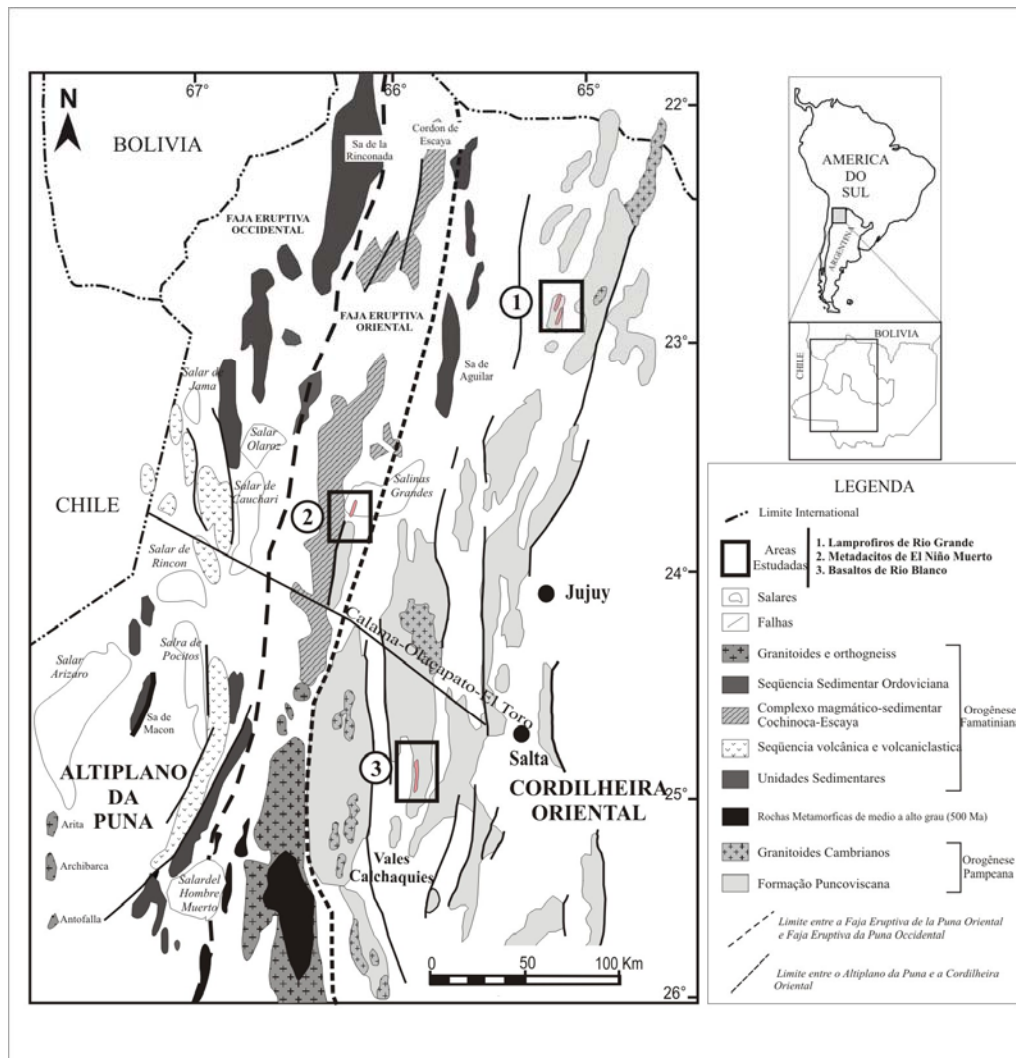 67°
66°
65°
22°
N
BOLIVIA
Sa de la
Rinconada
Cordon de
Escaya
FAJA ERUPTIVA
OCCIDENTAL
1
FAJA ERUPTIVA
ORIENTAL
23°
Sa de
Aguilar
Salar de
Jama
Salar
Olaroz
Salar de
Cauchari
Salinas
Grandes
CHILE
2
Salar de
Rincon
24°
Jujuy
Calama-Olacapato-El Toro
Salar
Arizaro
Salra de
Pocitos
Sa de
Macon
Salta
3
ALTIPLANO
DA
PUNA
CORDILHEIRA
ORIENTAL
25°
Arita
Archibarca
Antofalla
Vales
Calchaquies
Salardel
Hombre
Muerto
0 50 100 Km
26°
AMERICA
DO
SUL
ARGENTINA
BOLIVIA
CHILE
LEGENDA
Limite International
Areas
Estudadas
1. Lamprofiros de Rio Grande
2. Metadacitos de El Niño Muerto
3. Basaltos de Rio Blanco
Salares
Falhas
Granitoides e orthogneiss
Seqüencia Sedimentar Ordoviciana
Complexo magmático-sedimentar
Cochinoca-Escaya
Seqüencia volcânica e volcaniclastica
Unidades Sedimentares
Orogênese
Famatiniana
Rochas Metamorficas de medio a alto grau (500 Ma)
Granitoides Cambrianos
Formação Puncoviscana
Orogênese
Pampeana
Limite entre a Faja Eruptiva de la Puna Oriental
e Faja Eruptiva da Puna Occidental
Limite entre o Altiplano da Puna e a Cordilheira
Oriental